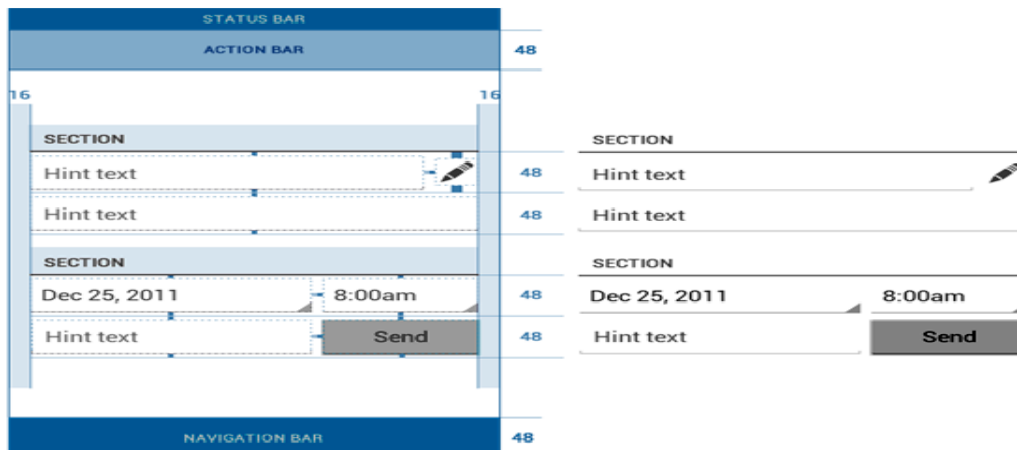 STATUS BAR
ACTION BAR 48
16 16
SECTION
Hint text 48
Hint text 48
SECTION
Dec 25, 2011 8:00am 48
Hint text Send 48
NAVIGATION BAR 48
SECTION
Hint text
Hint text
SECTION
Dec 25, 2011 8:00am
Hint text Send